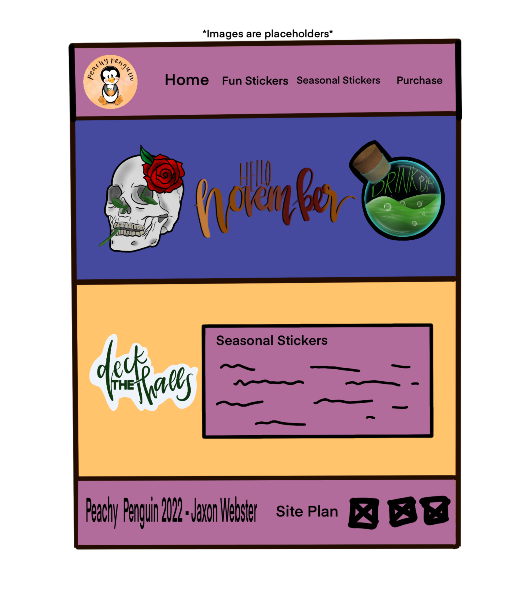 *Images are placeholders*
Peachy Penguin
Home Fun Stickers Seasonal Stickers Purchase
HELLO
november
DRINK
deck
THE halls
Seasonal Stickers
Peachy Penguin 2022 - Jaxon Webster
Site Plan